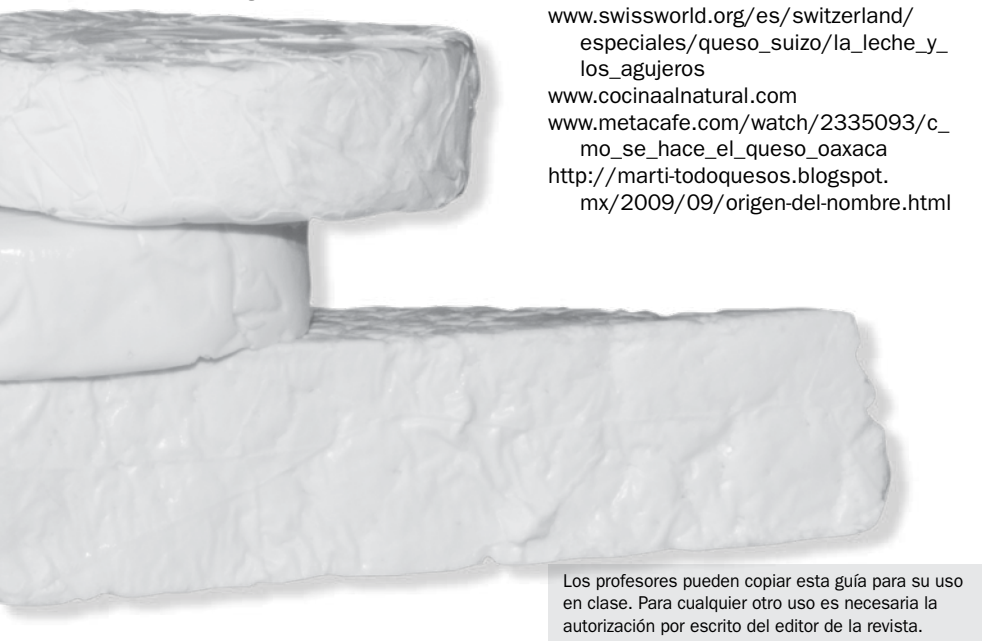 www.swissworld.org/es/switzerland/
especiales/queso_suizo/la_leche_y_
los_agujeros
www.cocinaalnatural.com
www.metacafe.com/watch/2335093/c_
mo_se_hace_el_queso_oaxaca
http://marti-todoquesos.blogspot.
mx/2009/09/origen-del-nombre.html
Los profesores pueden copiar esta guía para su uso
en clase. Para cualquier otro uso es necesaria la
autorización por escrito del editor de la revista.